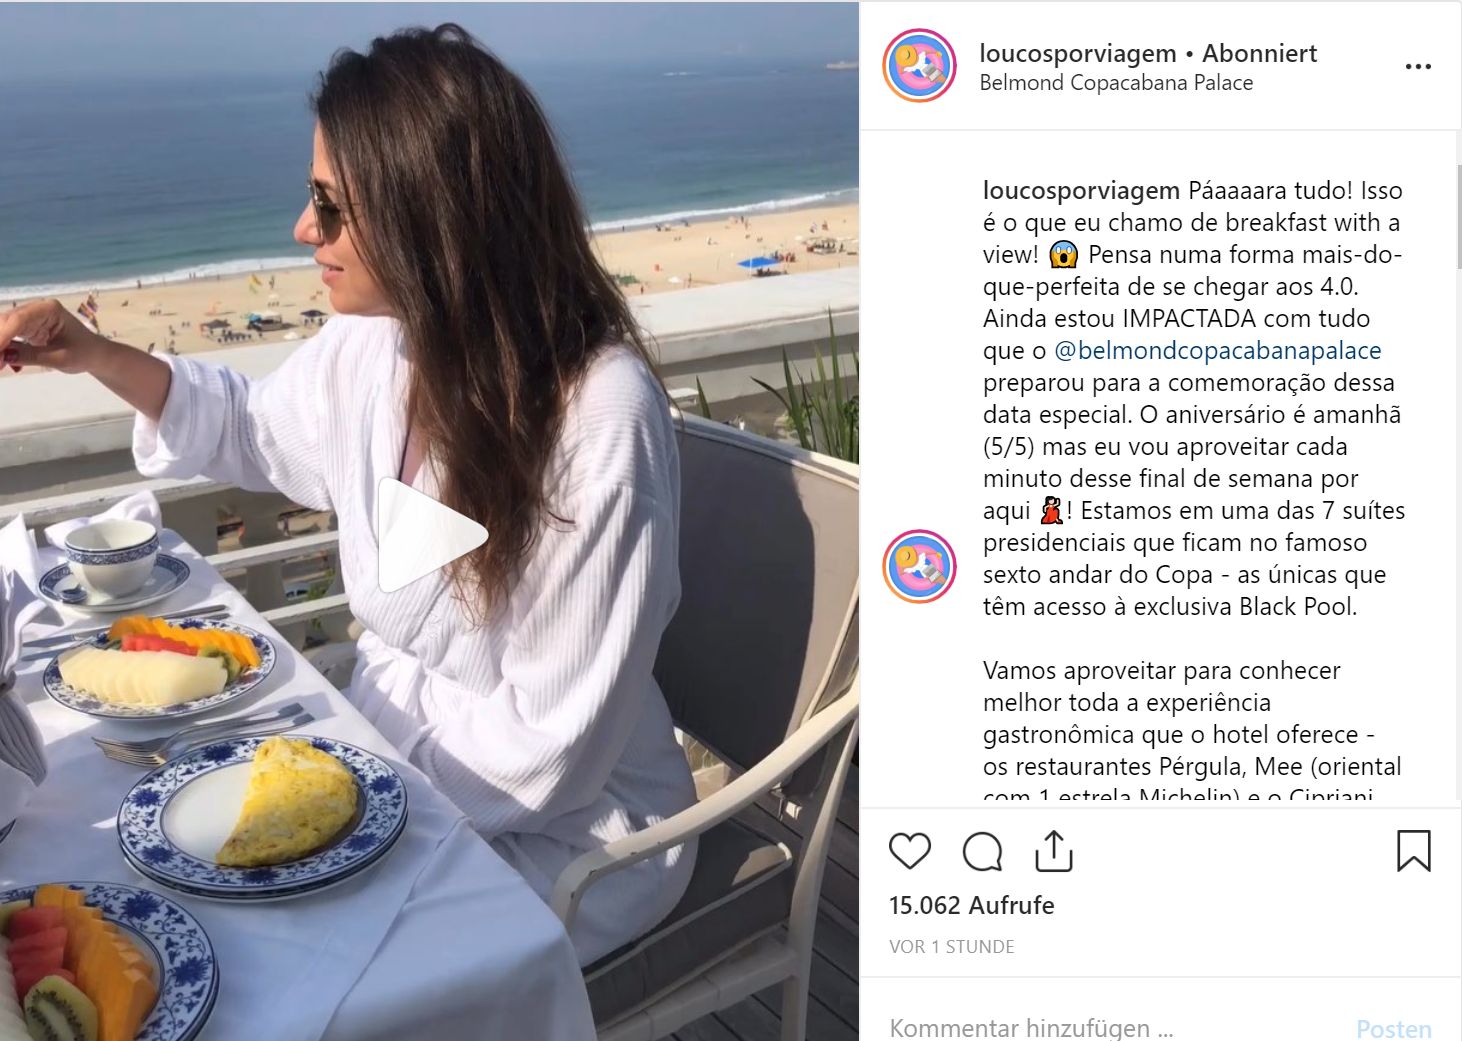 loucosporviagem • Abonniert
Belmond Copacabana Palace
loucosporviagem Páaaaara tudo! Isso
é o que eu chamo de breakfast with a
view! 😱 Pensa numa forma mais-do-
que-perfeita de se chegar aos 4.0.
Ainda estou IMPACTADA com tudo
que o @belmondcopacabanapalace
preparou para a comemoração dessa
data especial. O aniversário é amanhã
(5/5) mas eu vou aproveitar cada
minuto desse final de semana por
aqui 💃🏻! Estamos em uma das 7 suítes
presidenciais que ficam no famoso
sexto andar do Copa - as únicas que
têm acesso à exclusiva Black Pool.
Vamos aproveitar para conhecer
melhor toda a experiência
gastronômica que o hotel oferece -
os restaurantes Pérgula, Mee (oriental
com 1 estrela Michelin) e o Cipriani
15.062 Aufrufe
VOR 1 STUNDE
Kommentar hinzufügen ...
Posten